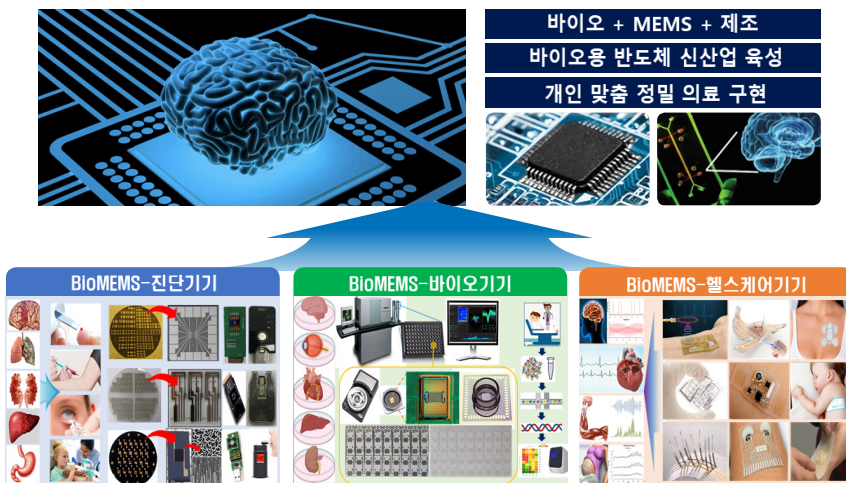 바이오 + MEMS + 제조
바이오용 반도체 신산업 육성
개인 맞춤 정밀 의료 구현
BioMEMS-진단기기
BioMEMS-바이오기기
BioMEMS-헬스케어기기